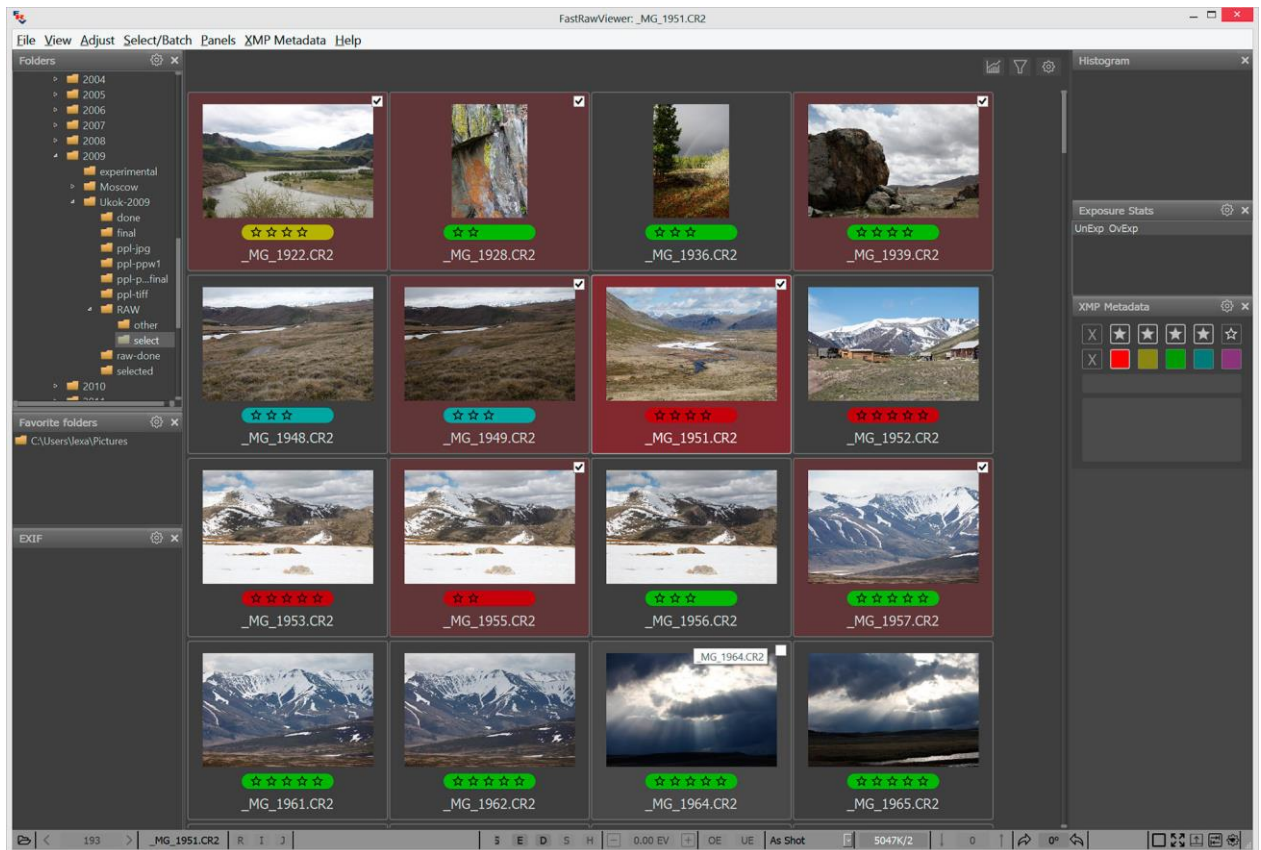 FastRawViewer: _MG_1951.CR2
File View Adjust Select/Batch Panels XMP Metadata Help
Folders
2004
2005
2006
2007
2008
2009
experimental
Moscow
Ukok-2009
done
final
ppl-jpg
ppl-ppw1
ppl-p...final
ppl-tiff
RAW
other
select
raw-done
selected
2010
Favorite folders
C:\Users\lexa\Pictures
EXIF
_MG_1922.CR2 _MG_1928.CR2 _MG_1936.CR2 _MG_1939.CR2
_MG_1948.CR2 _MG_1949.CR2 _MG_1951.CR2 _MG_1952.CR2
_MG_1953.CR2 _MG_1955.CR2 _MG_1956.CR2 _MG_1957.CR2
_MG_1964.CR2
_MG_1961.CR2 _MG_1962.CR2 _MG_1964.CR2 _MG_1965.CR2
Histogram
Exposure Stats
UnExp OvExp
XMP Metadata
X
X
193 _MG_1951.CR2 R I J E D S H 0.00 EV OE UE As Shot 5047K/2 0 0°